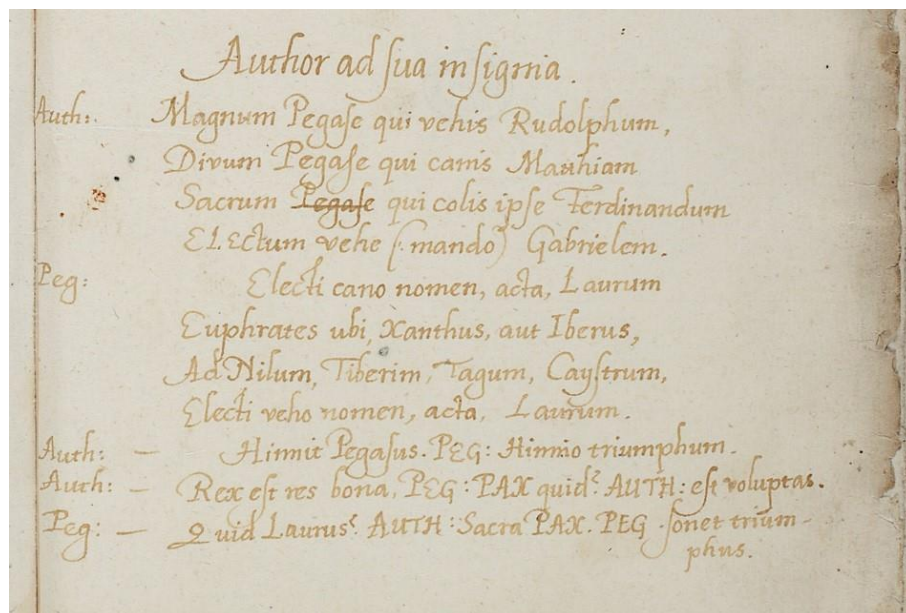 Author ad sua insignia.
Auth: Magnum Pegase qui vehis Rudolphum,
Divum Pegase qui canis Matthiam
Sacrum Pegase qui colis ipse Ferdinandum
ELEctum vehe (: mando) Gabrielem.
Peg: Electi cano nomen, acta, Laurum
Euphrates ubi, Xanthus, aut Iberus,
Ad Nilum, Tiberim, Tagum, Caystrum,
Electi veho nomen, acta, Laurum.
Auth: — Hinnit Pegasus. PEG: Hinnio triumphum.
Auth: — Rex est res bona, PEG: PAX quid? AUTH: est voluptas.
Peg: — Quid Laurus? AUTH: Sacra PAX. PEG. sonet trium-
phus.